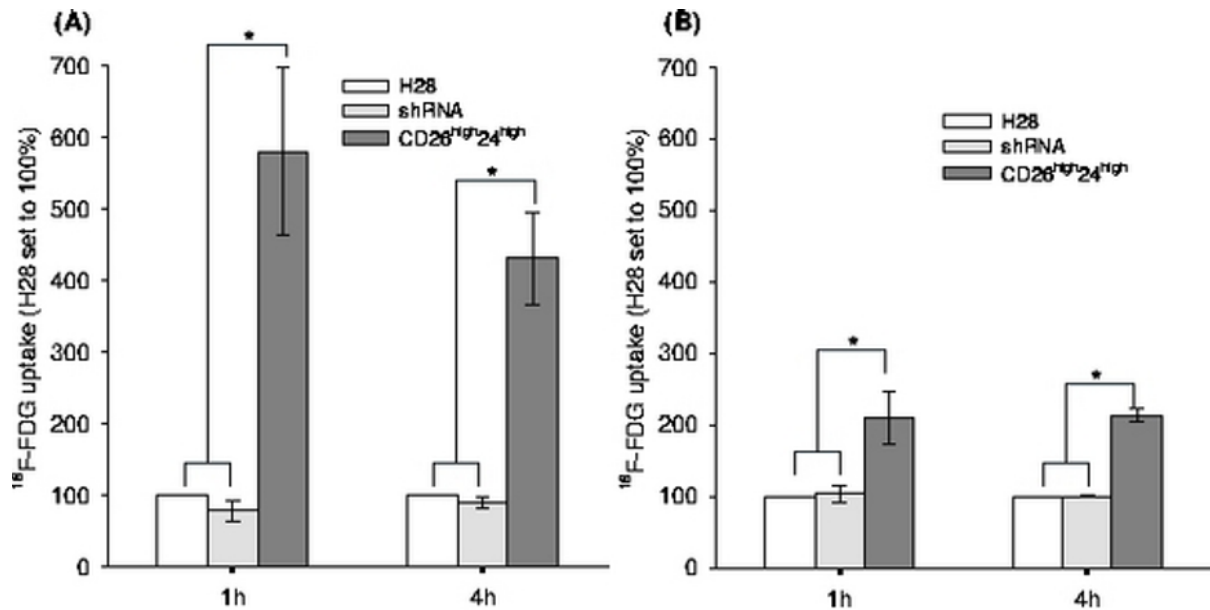 (A)
*
*
700
600
500
400
300
200
100
0
¹⁸F-FDG uptake (H28 set to 100%)
H28
shRNA
CD26ʰⁱᵍʰ24ʰⁱᵍʰ
1h
4h
(B)
*
*
700
600
500
400
300
200
100
0
¹⁸F-FDG uptake (H28 set to 100%)
H28
shRNA
CD26ʰⁱᵍʰ24ʰⁱᵍʰ
1h
4h